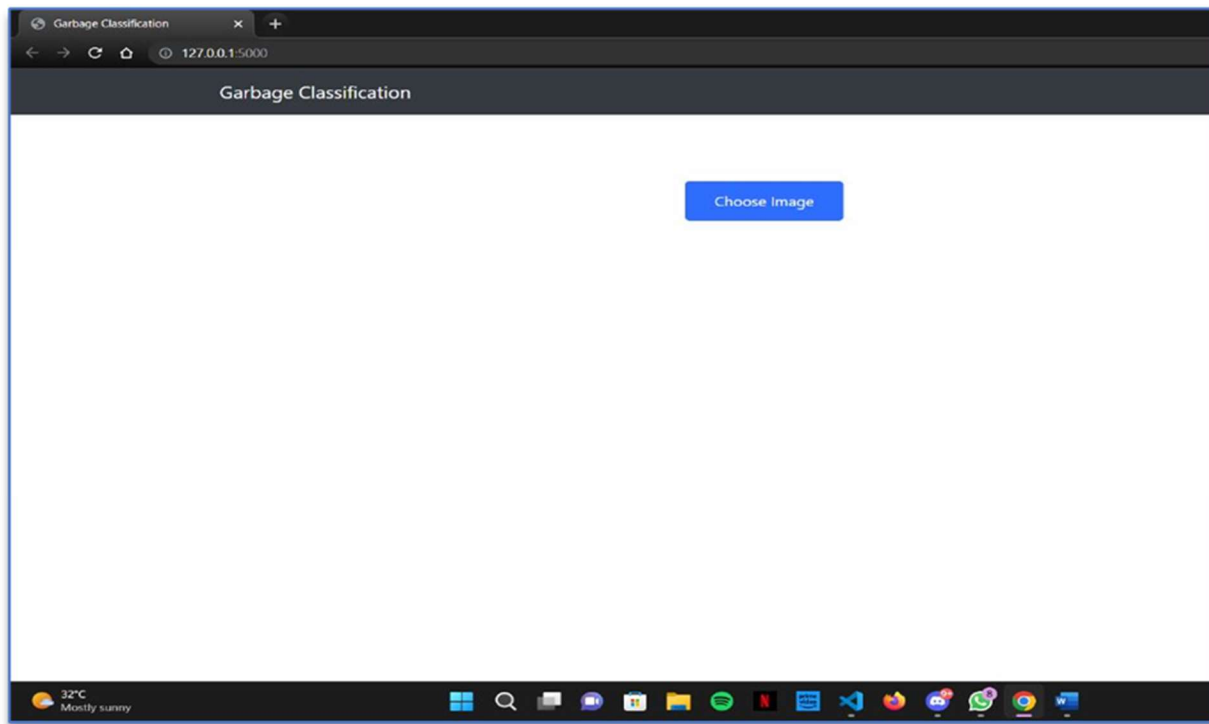 Garbage Classification
127.0.0.1:5000
Garbage Classification
Choose Image
32°C
Mostly sunny